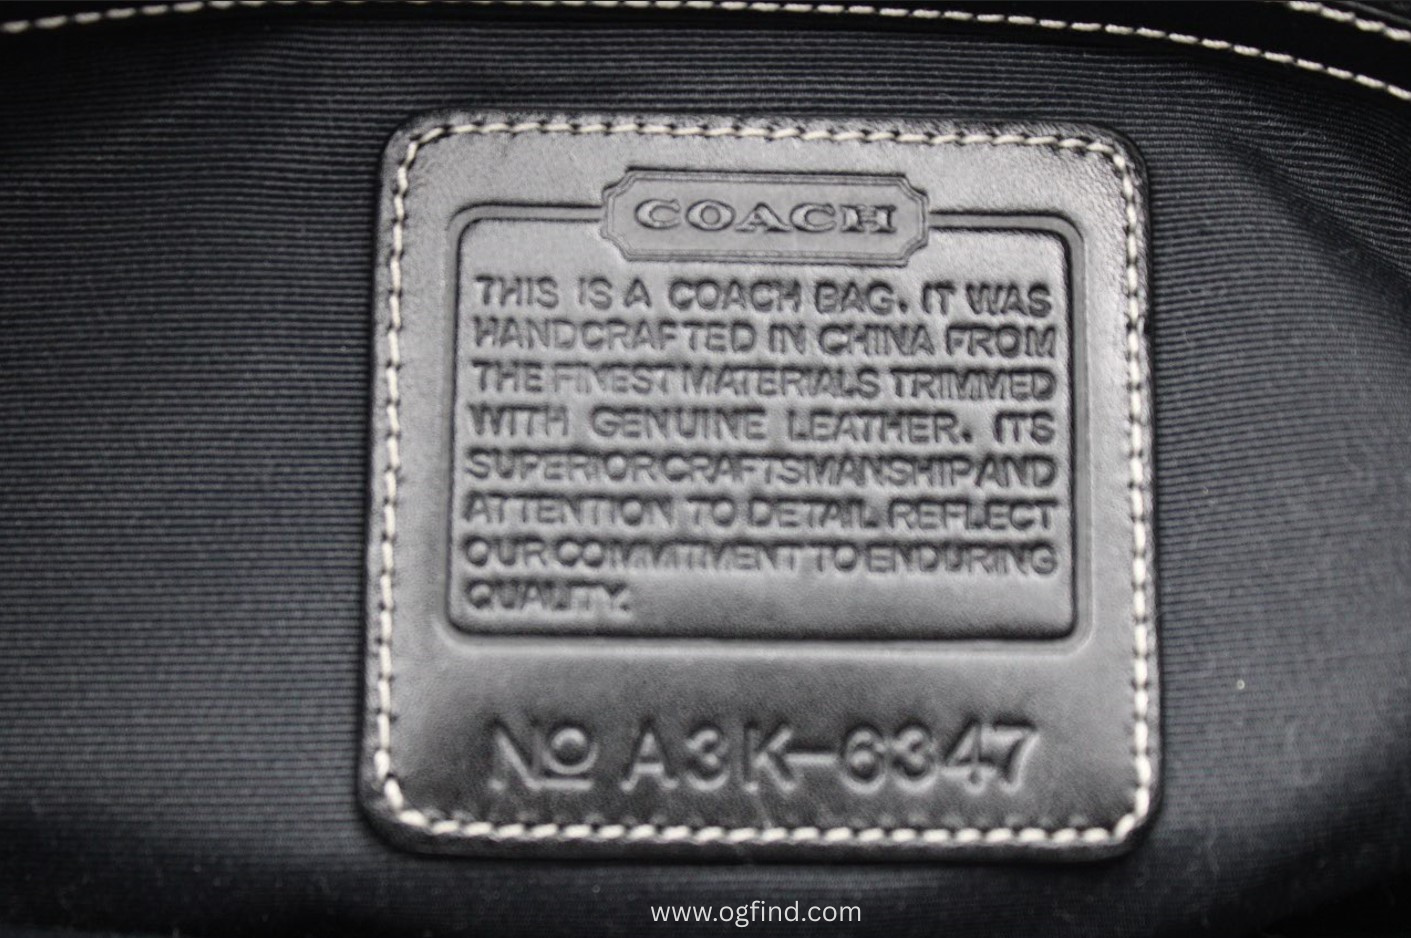 COACH
THIS IS A COACH BAG. IT WAS
HANDCRAFTED IN CHINA FROM
THE FINEST MATERIALS TRIMMED
WITH GENUINE LEATHER. ITS
SUPERIOR CRAFTSMANSHIP AND
ATTENTION TO DETAIL REFLECT
OUR COMMITMENT TO ENDURING
QUALITY.
No A3K-6347
www.ogfind.com